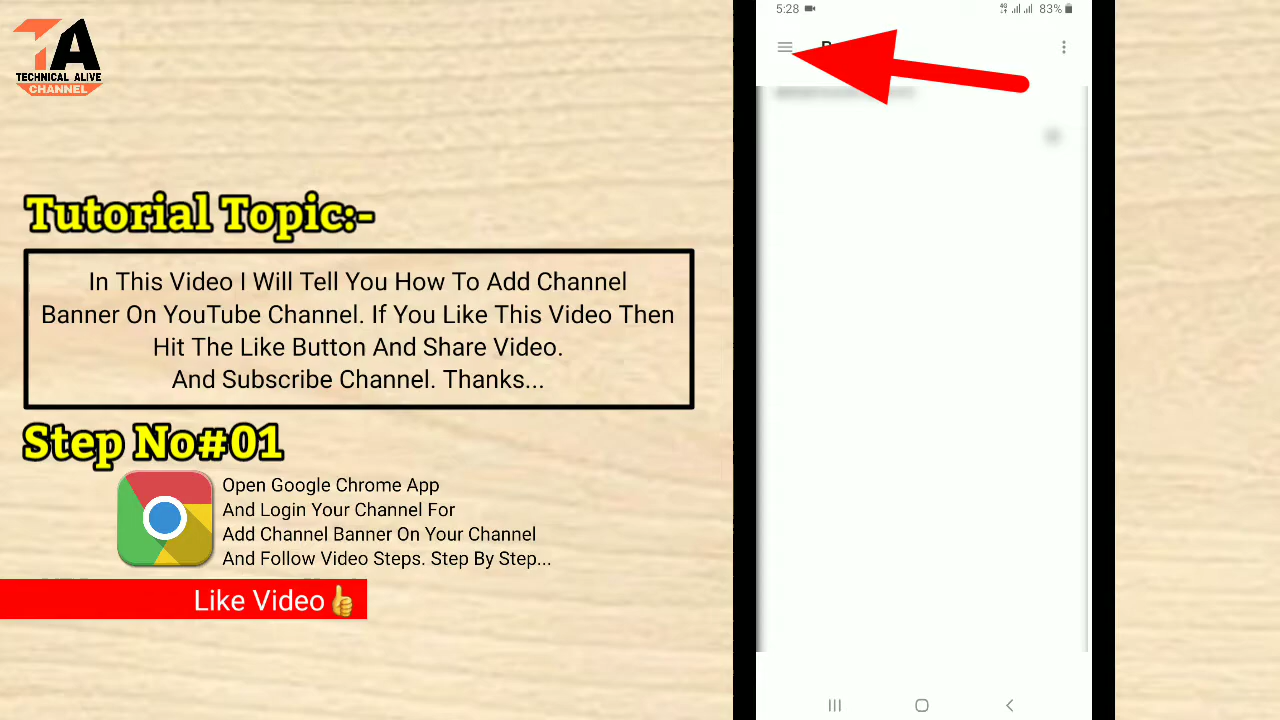 TA
TECHNICAL ALIVE
CHANNEL
Tutorial Topic:-
In This Video I Will Tell You How To Add Channel
Banner On YouTube Channel. If You Like This Video Then
Hit The Like Button And Share Video.
And Subscribe Channel. Thanks...
Step No#01
Open Google Chrome App
And Login Your Channel For
Add Channel Banner On Your Channel
And Follow Video Steps. Step By Step...
Like Video👍
5:28
83%